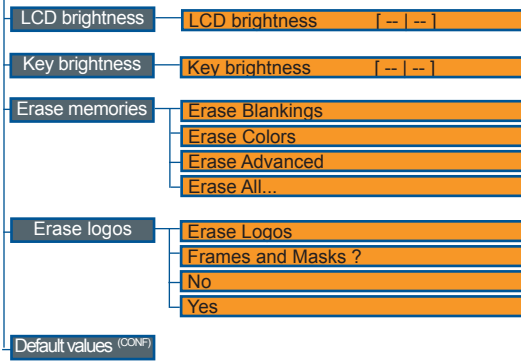 LCD brightness LCD brightness [ -- | -- ]
Key brightness Key brightness [ -- | -- ]
Erase memories Erase Blankings
Erase Colors
Erase Advanced
Erase All...
Erase logos Erase Logos
Frames and Masks ?
No
Yes
Default values (CONF)